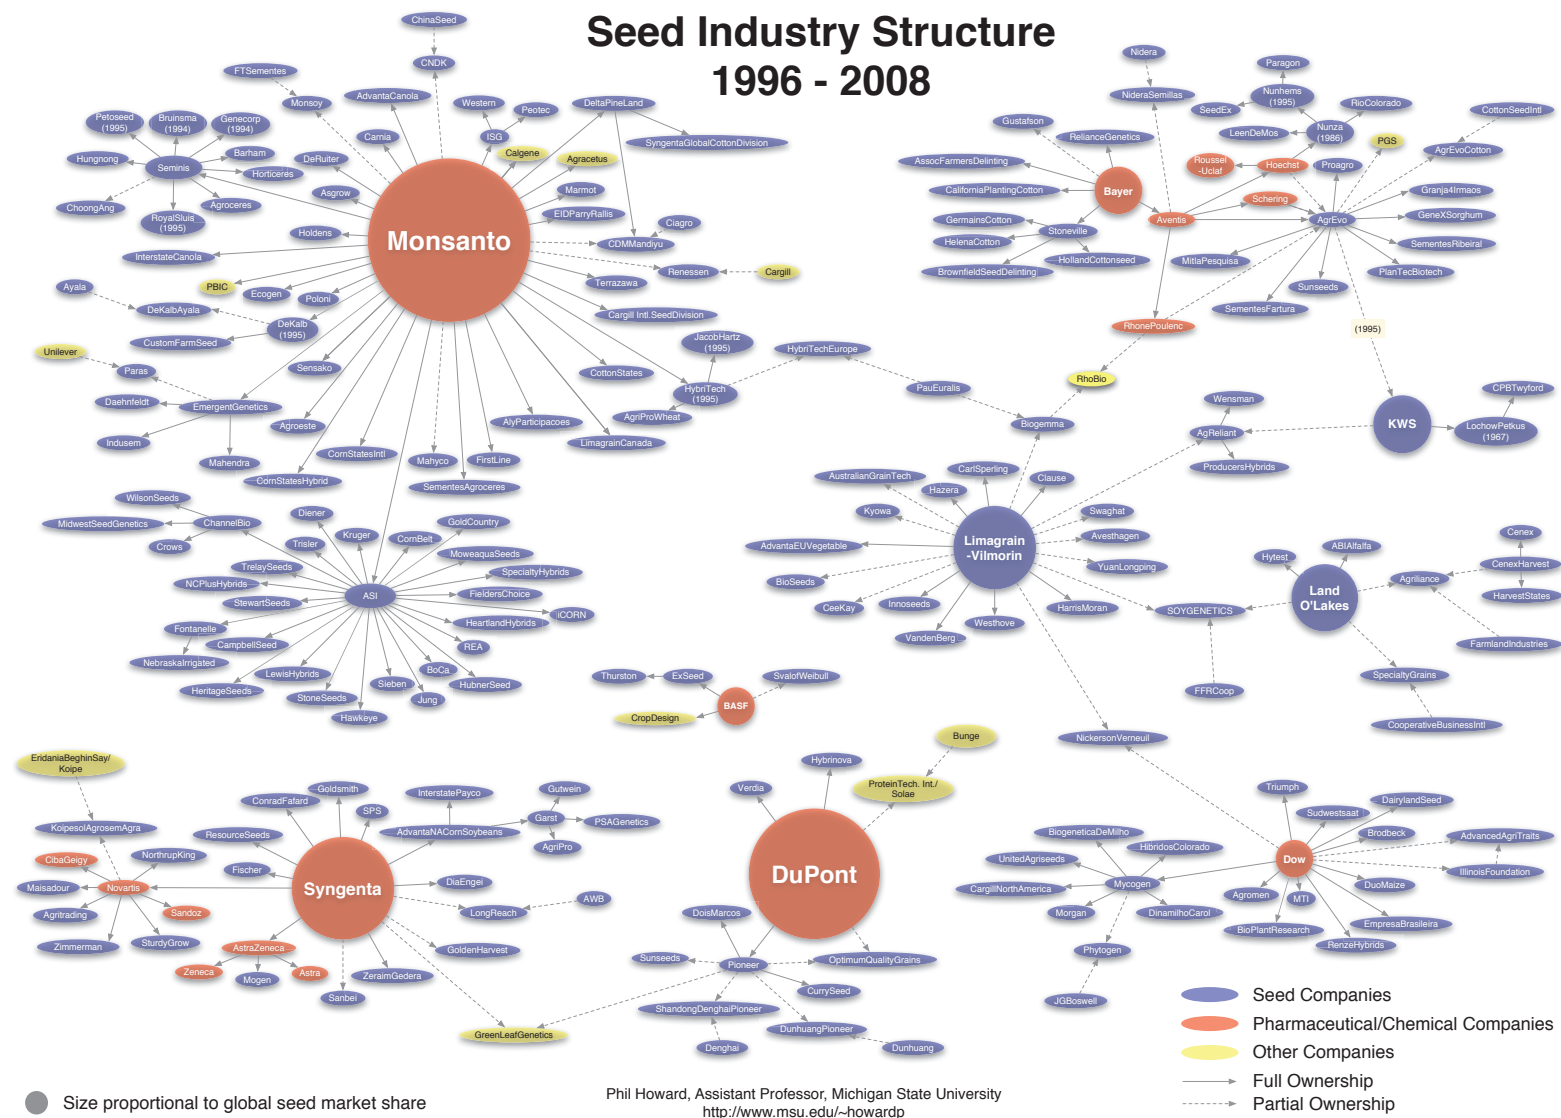 Seed Industry Structure
1996 - 2008
ChinaSeed
CNDK
FTSementes
Monsoy
AdvantaCanola
Western
Peotec
ISG
DeltaPineLand
SyngentaGlobalCottonDivision
Carnia
Calgene
Agracetus
Petoseed
(1995)
Bruinsma
(1994)
Genecorp
(1994)
Hungnong
Seminis
Barham
Horticeres
ChoongAng
RoyalSluis
(1995)
Agroceres
DeRuiter
Asgrow
Holdens
InterstateCanola
Monsanto
Marmot
EIDParryRallis
Ciagro
CDMMandiyu
Renessen
Cargill
Terrazawa
PBIC
Ecogen
Poloni
Ayala
DeKalbAyala
DeKalb
(1995)
CustomFarmSeed
Cargill Intl.SeedDivision
JacobHartz
(1995)
HybriTechEurope
Unilever
Paras
Sensako
CottonStates
HybriTech
(1995)
AgriProWheat
PauEuralis
Daehnfeldt
EmergentGenetics
Indusem
Mahendra
Agroeste
CornStatesIntl
CornStatesHybrid
Mahyco
FirstLine
SementesAgroceres
AlyParticipacoes
LimagrainCanada
WilsonSeeds
MidwestSeedGenetics
ChannelBio
Crows
Diener
Trisler
Kruger
CornBelt
GoldCountry
MoweaquaSeeds
SpecialtyHybrids
TrelaySeeds
NCPlusHybrids
StewartSeeds
ASI
FieldersChoice
iCORN
HeartlandHybrids
Fontanelle
NebraskaIrrigated
CampbellSeed
REA
LewisHybrids
HeritageSeeds
StoneSeeds
Sieben
BoCa
HubnerSeed
Jung
Hawkeye
Nidera
NideraSemillas
Gustafson
RelianceGenetics
AssocFarmersDelinting
CaliforniaPlantingCotton
Bayer
GermainsCotton
HelenaCotton
Stoneville
BrownfieldSeedDelinting
HollandCottonseed
Paragon
Nunhems
(1995)
SeedEx
RioColorado
LeenDeMos
Nunza
(1986)
Roussel
-Uclaf
Hoechst
Proagro
PGS
CottonSeedIntl
AgrEvoCotton
Schering
Aventis
AgrEvo
Granja4Irmaos
GeneXSorghum
SementesRibeiral
MitlaPesquisa
PlanTecBiotech
Sunseeds
SementesFartura
RhonePoulenc
(1995)
RhoBio
Biogemma
Wensman
AgReliant
ProducersHybrids
KWS
CPBTwyford
LochowPetkus
(1967)
AustralianGrainTech
CarlSperling
Hazera
Clause
Kyowa
Swaghat
AdvantaEUVegetable
Limagrain
-Vilmorin
Avesthagen
YuanLongping
BioSeeds
CeeKay
Innoseeds
HarrisMoran
VandenBerg
Westhove
SOYGENETICS
FFRCoop
Hytest
ABIAlfalfa
Land
O'Lakes
Agriliance
Cenex
CenexHarvest
HarvestStates
FarmlandIndustries
SpecialtyGrains
CooperativeBusinessIntl
NickersonVerneuil
Thurston
ExSeed
SvalofWeibull
BASF
CropDesign
Bunge
Hybrinova
ProteinTech. Int./
Solae
Verdia
DuPont
DoisMarcos
Sunseeds
Pioneer
OptimumQualityGrains
CurrySeed
ShandongDenghaiPioneer
DunhuangPioneer
Denghai
Dunhuang
GreenLeafGenetics
EridaniaBeghinSay/
Koipe
KoipesolAgrosemAgra
CibaGeigy
NorthrupKing
Maisadour
Novartis
Agritrading
Sandoz
Zimmerman
SturdyGrow
ConradFafard
Goldsmith
SPS
ResourceSeeds
Fischer
Syngenta
InterstatePayco
AdvantaNACornSoybeans
Gutwein
Garst
PSAGenetics
AgriPro
DiaEngei
LongReach
AWB
GoldenHarvest
ZeraimGedera
AstraZeneca
Zeneca
Mogen
Astra
Sanbei
Triumph
Sudwestsaat
DairylandSeed
Brodbeck
AdvancedAgriTraits
Dow
IllinoisFoundation
DuoMaize
Agromen
MTI
EmpresaBrasileira
BioPlantResearch
RenzeHybrids
BiogeneticaDeMilho
HibridosColorado
UnitedAgriseeds
CargillNorthAmerica
Mycogen
Morgan
DinamilhoCarol
Phytogen
JGBoswell
Seed Companies
Pharmaceutical/Chemical Companies
Other Companies
Full Ownership
Partial Ownership
Size proportional to global seed market share
Phil Howard, Assistant Professor, Michigan State University
http://www.msu.edu/~howardp